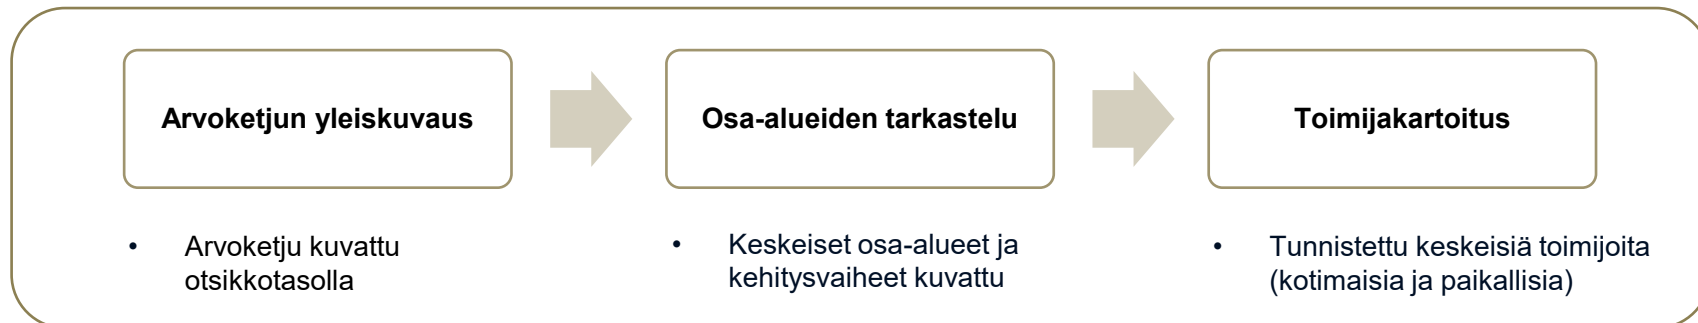 Arvoketjun yleiskuvaus
• Arvoketju kuvattu
otsikkotasolla
Osa-alueiden tarkastelu
• Keskeiset osa-alueet ja
kehitysvaiheet kuvattu
Toimijakartoitus
• Tunnistettu keskeisiä toimijoita
(kotimaisia ja paikallisia)